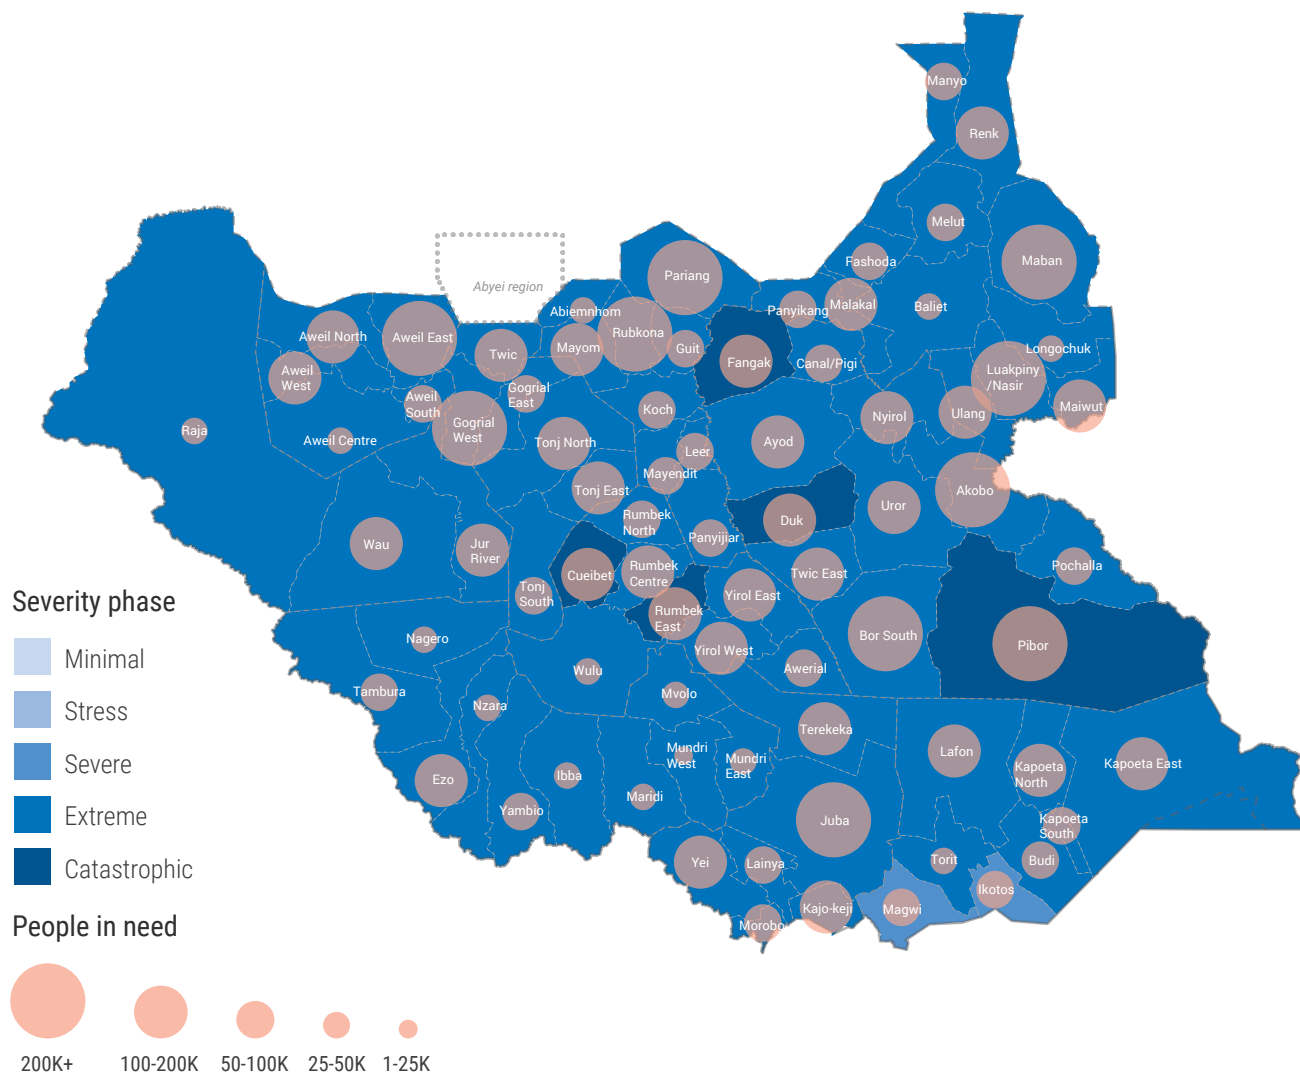 Manyo
Renk
Melut
Fashoda
Maban
Abyei region
Pariang
Abiemnhom
Panyikang
Malakal
Baliet
Aweil North
Aweil East
Rubkona
Twic
Mayom
Guit
Fangak
Canal/Pigi
Longochuk
Luakpiny
/Nasir
Aweil
West
Gogrial
East
Aweil
South
Koch
Nyirol
Ulang
Maiwut
Raja
Aweil Centre
Gogrial
West
Tonj North
Ayod
Leer
Mayendit
Tonj East
Akobo
Uror
Rumbek
North
Duk
Panyijiar
Wau
Jur
River
Cueibet
Rumbek
Centre
Twic East
Pochalla
Tonj
South
Yirol East
Rumbek
East
Nagero
Yirol West
Bor South
Pibor
Wulu
Awerial
Tambura
Nzara
Mvolo
Terekeka
Mundri
West
Mundri
East
Lafon
Kapoeta
North
Kapoeta East
Ezo
Ibba
Maridi
Yambio
Juba
Kapoeta
South
Yei
Lainya
Torit
Budi
Ikotos
Morobo
Kajo-keji
Magwi
Severity phase
Minimal
Stress
Severe
Extreme
Catastrophic
People in need
200K+
100-200K
50-100K
25-50K
1-25K